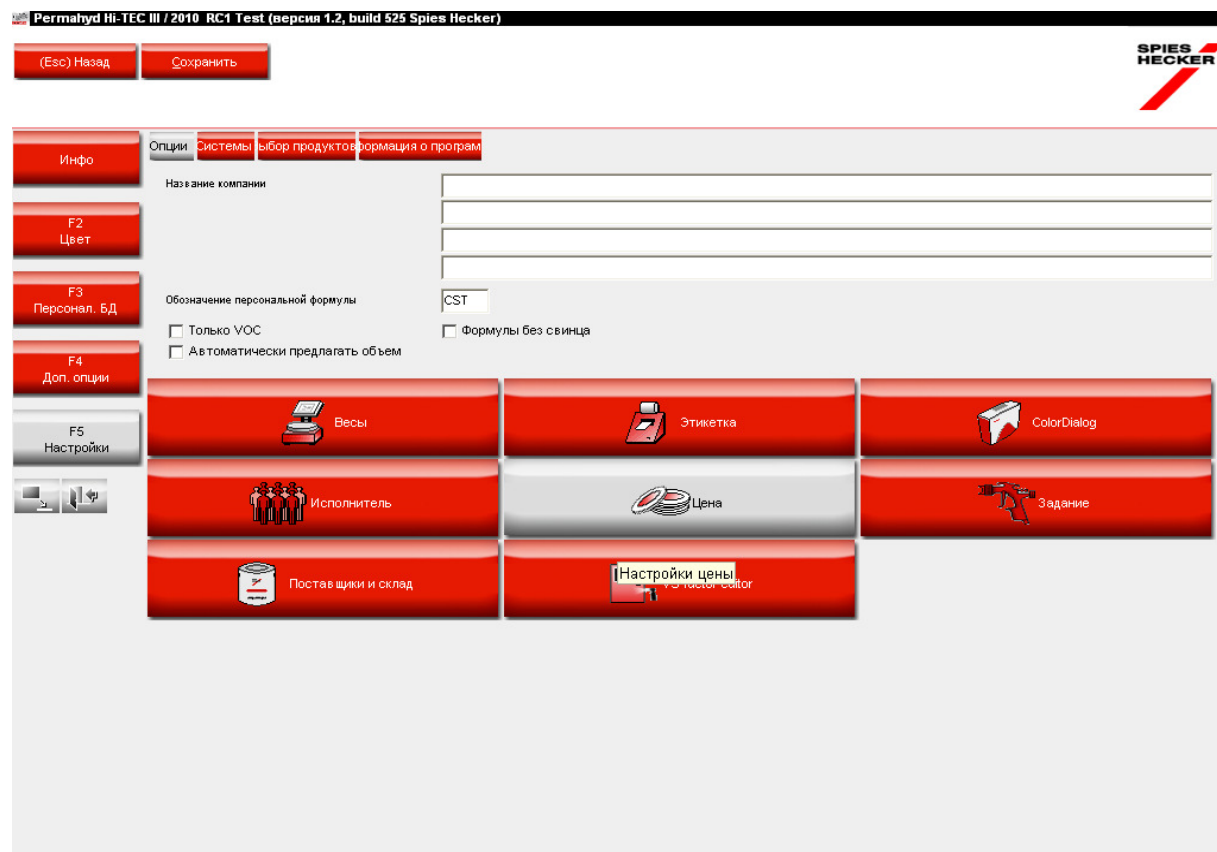 Permahyd Hi-TEC III / 2010 RC1 Test (версия 1.2, build 525 Spies Hecker)
(Esc) Назад
Сохранить
SPIES
HECKER
Инфо
F2
Цвет
F3
Персонал. БД
F4
Доп. опции
F5
Настройки
Опции
Системы
ыбор продуктов
формация о програм
Название компании
Обозначение персональной формулы
CST
Только VOC
Формулы без свинца
Автоматически предлагать объем
Весы
Этикетка
ColorDialog
Исполнитель
Цена
Задание
Поставщики и склад
Настройки цены
editor